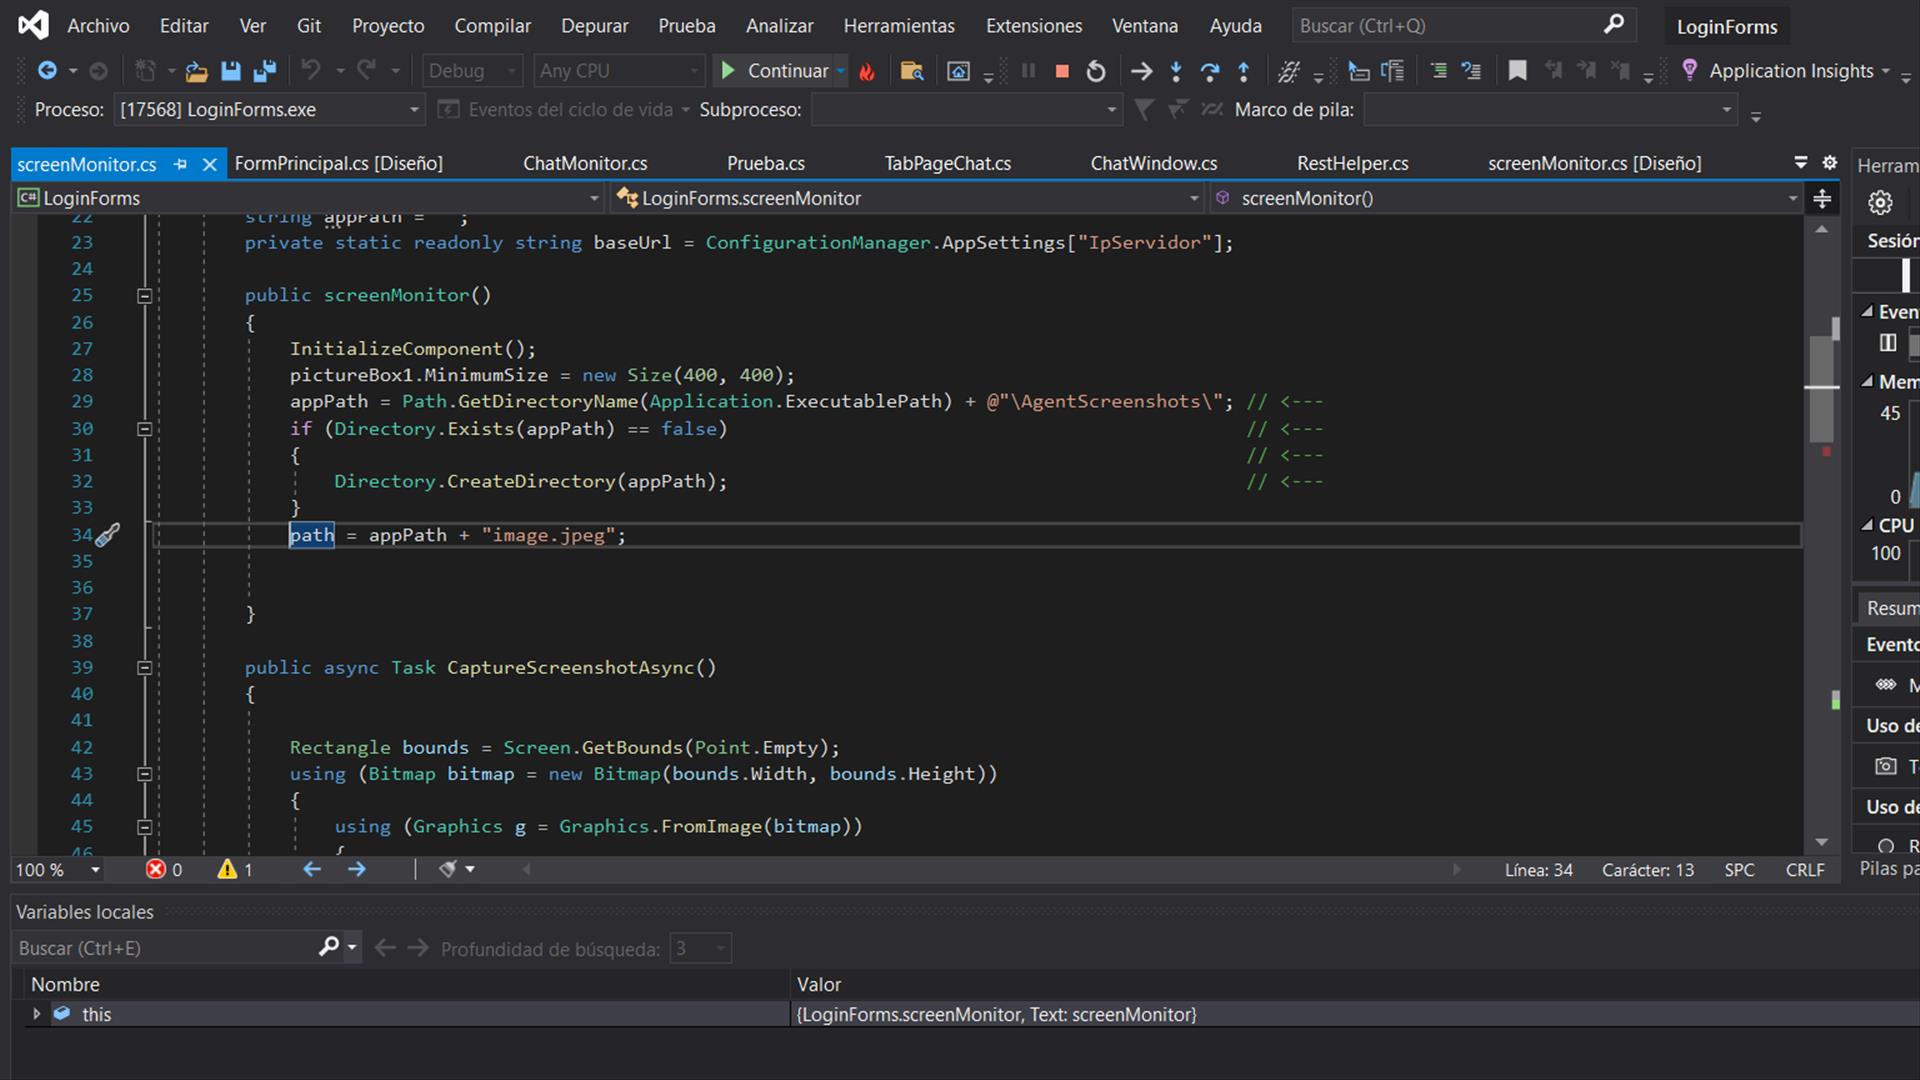 Archivo Editar Ver Git Proyecto Compilar Depurar Prueba Analizar Herramientas Extensiones Ventana Ayuda Buscar (Ctrl+Q) LoginForms
Debug Any CPU Continuar Application Insights
Proceso: [17568] LoginForms.exe Eventos del ciclo de vida Subproceso: Marco de pila:
screenMonitor.cs FormPrincipal.cs [Diseño] ChatMonitor.cs Prueba.cs TabPageChat.cs ChatWindow.cs RestHelper.cs screenMonitor.cs [Diseño]
C# LoginForms LoginForms.screenMonitor screenMonitor()
22 string appPath = ;
23 private static readonly string baseUrl = ConfigurationManager.AppSettings["IpServidor"];
24
25 public screenMonitor()
26 {
27 InitializeComponent();
28 pictureBox1.MinimumSize = new Size(400, 400);
29 appPath = Path.GetDirectoryName(Application.ExecutablePath) + @"\AgentScreenshots\"; // <---
30 if (Directory.Exists(appPath) == false) // <---
31 { // <---
32 Directory.CreateDirectory(appPath); // <---
33 }
34 path = appPath + "image.jpeg";
35
36
37 }
38
39 public async Task CaptureScreenshotAsync()
40 {
41
42 Rectangle bounds = Screen.GetBounds(Point.Empty);
43 using (Bitmap bitmap = new Bitmap(bounds.Width, bounds.Height))
44 {
45 using (Graphics g = Graphics.FromImage(bitmap))
46 {
100 % 0 1 Línea: 34 Carácter: 13 SPC CRLF
Variables locales
Buscar (Ctrl+E) Profundidad de búsqueda: 3
Nombre Valor
this {LoginForms.screenMonitor, Text: screenMonitor}
Herram
Sesión
Even
Mem
45
0
CPU
100
Resum
Evento
M
Uso de
T
Uso de
R
Pilas pa